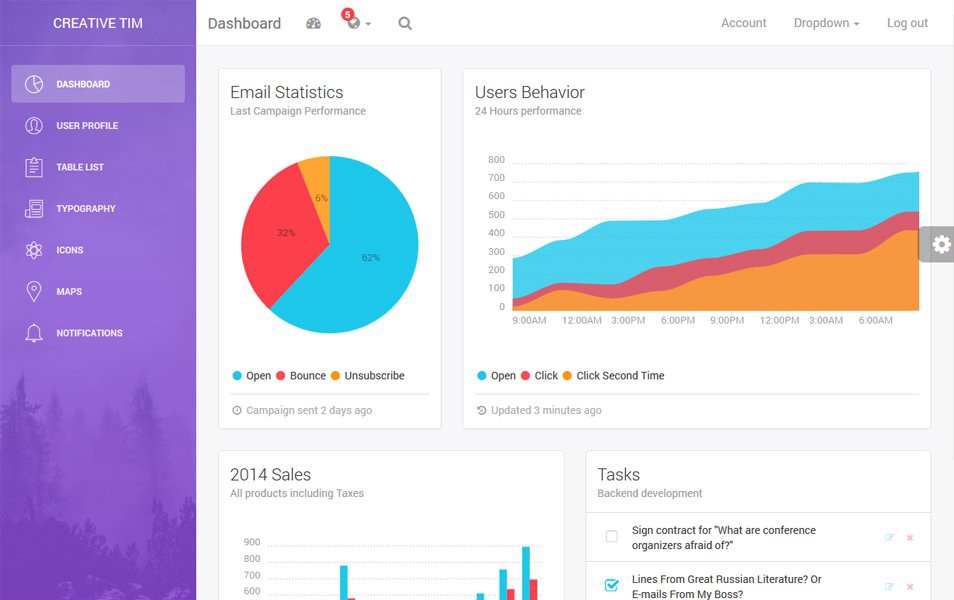 CREATIVE TIM
DASHBOARD
USER PROFILE
TABLE LIST
TYPOGRAPHY
ICONS
MAPS
NOTIFICATIONS
Dashboard
5
Account
Dropdown
Log out
Email Statistics
Last Campaign Performance
6%
32%
62%
Open Bounce Unsubscribe
Campaign sent 2 days ago
Users Behavior
24 Hours performance
800
700
600
500
400
300
200
100
0
9:00AM 12:00AM 3:00PM 6:00PM 9:00PM 12:00PM 3:00AM 6:00AM
Open Click Click Second Time
Updated 3 minutes ago
2014 Sales
All products including Taxes
900
800
700
600
Tasks
Backend development
Sign contract for "What are conference
organizers afraid of?"
Lines From Great Russian Literature? Or
E-mails From My Boss?